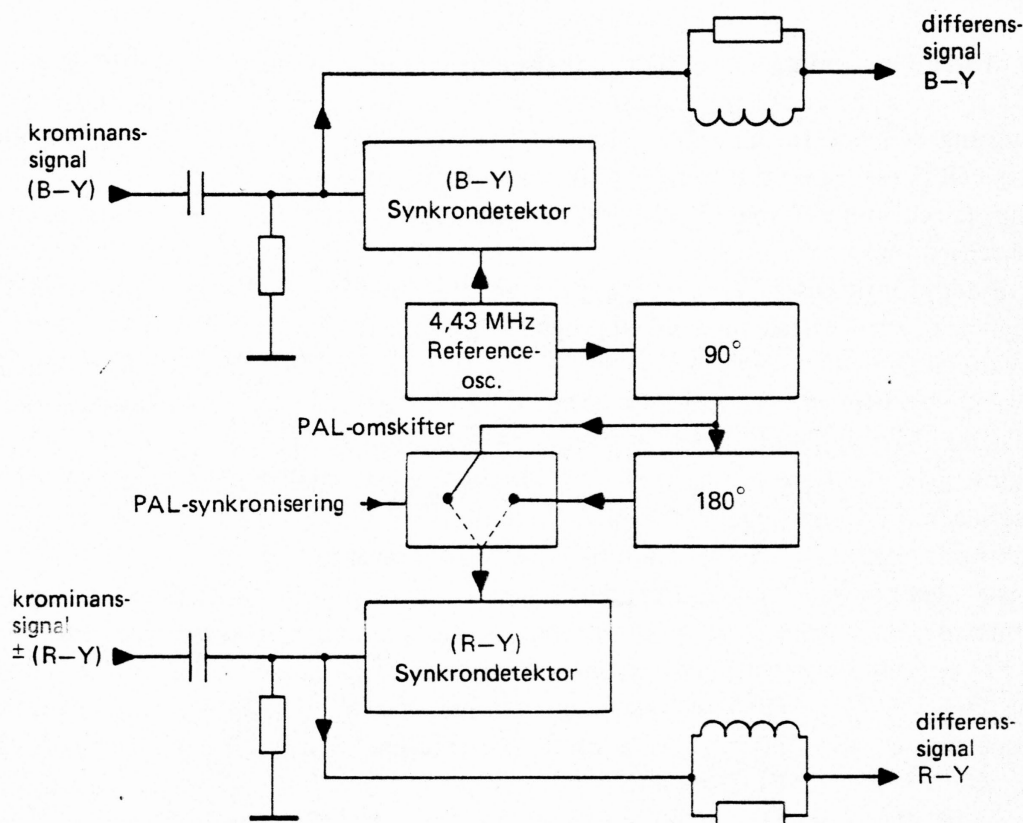 differens-
signal
B–Y
krominans-
signal
(B–Y)
(B–Y)
Synkrondetektor
4,43 MHz
Reference-
osc.
90°
PAL-omskifter
PAL-synkronisering
180°
krominans-
signal
± (R–Y)
(R–Y)
Synkrondetektor
differens-
signal
R–Y